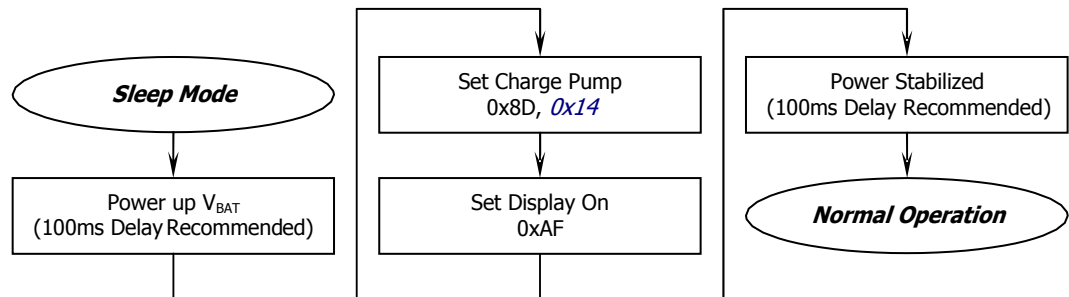 Sleep Mode
Power up VBAT
(100ms Delay Recommended)
Set Charge Pump
0x8D, 0x14
Set Display On
0xAF
Power Stabilized
(100ms Delay Recommended)
Normal Operation